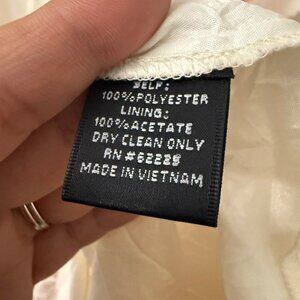 SELF:
100%POLYESTER
LINING:
100%ACETATE
DRY CLEAN ONLY
RN #62225
MADE IN VIETNAM